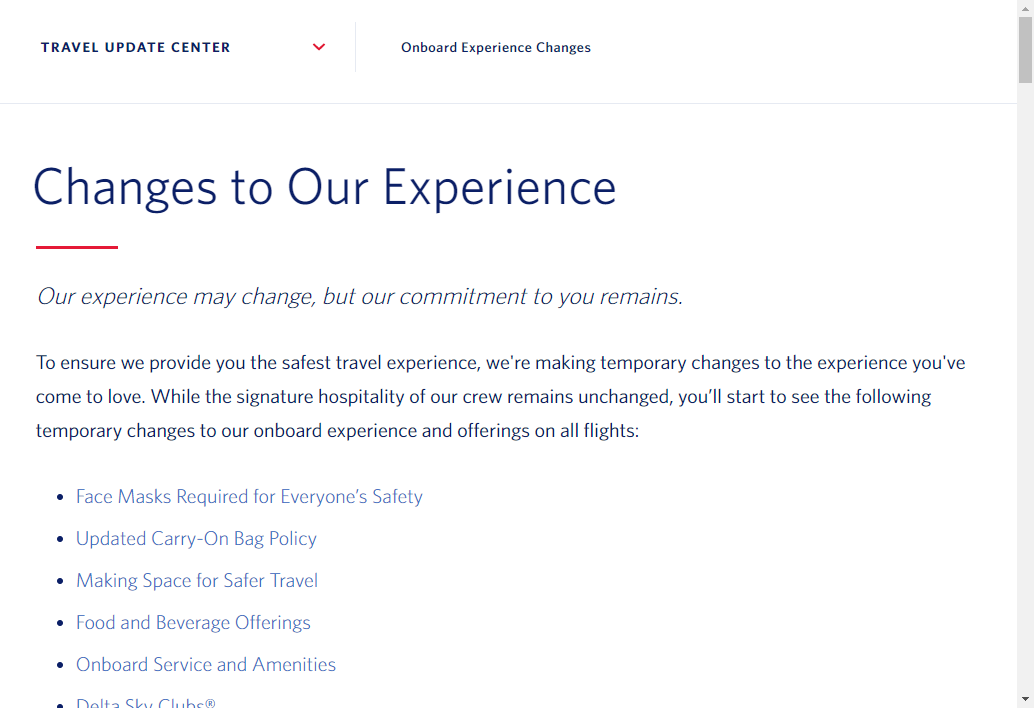 TRAVEL UPDATE CENTER
Onboard Experience Changes
Changes to Our Experience
Our experience may change, but our commitment to you remains.
To ensure we provide you the safest travel experience, we're making temporary changes to the experience you've
come to love. While the signature hospitality of our crew remains unchanged, you’ll start to see the following
temporary changes to our onboard experience and offerings on all flights:
• Face Masks Required for Everyone’s Safety
• Updated Carry-On Bag Policy
• Making Space for Safer Travel
• Food and Beverage Offerings
• Onboard Service and Amenities
• Delta Sky Clubs®